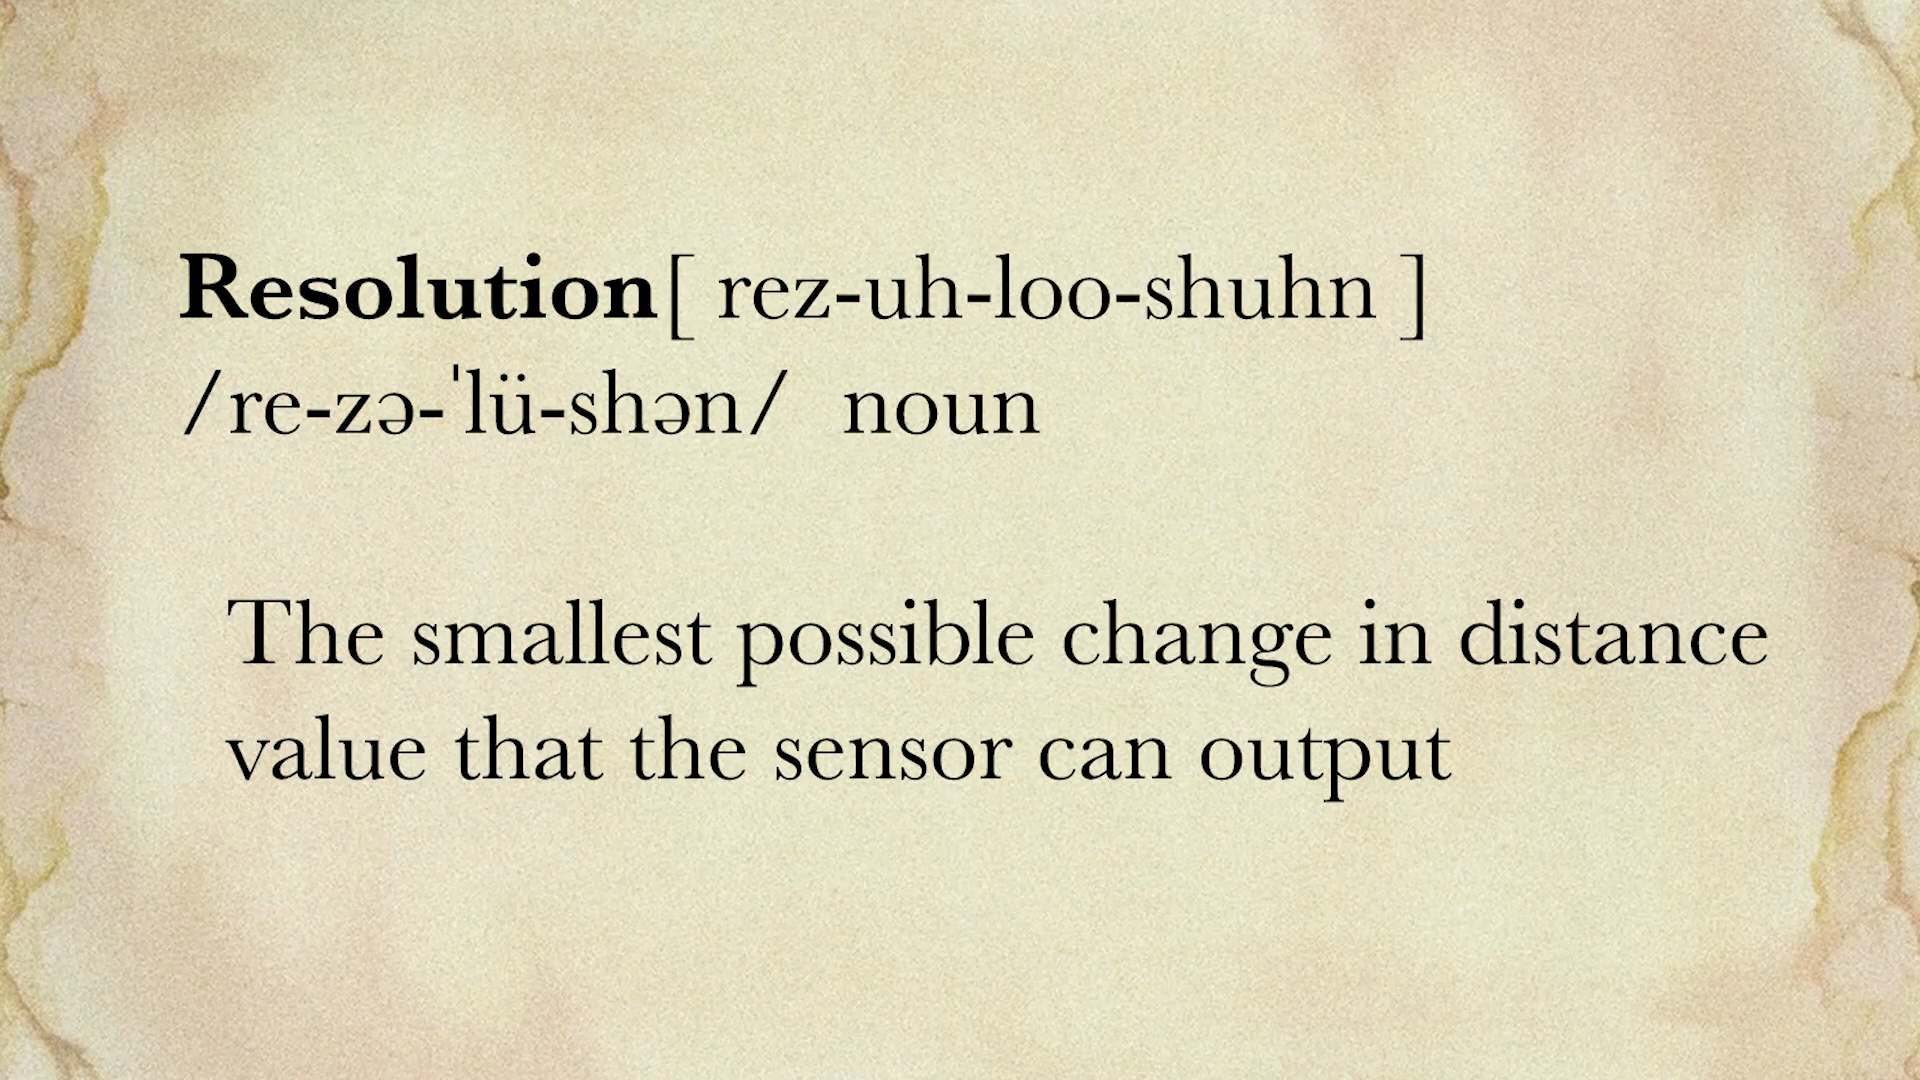 Resolution[ rez-uh-loo-shuhn ]
/re-zə-ˈlü-shən/ noun
The smallest possible change in distance
value that the sensor can output